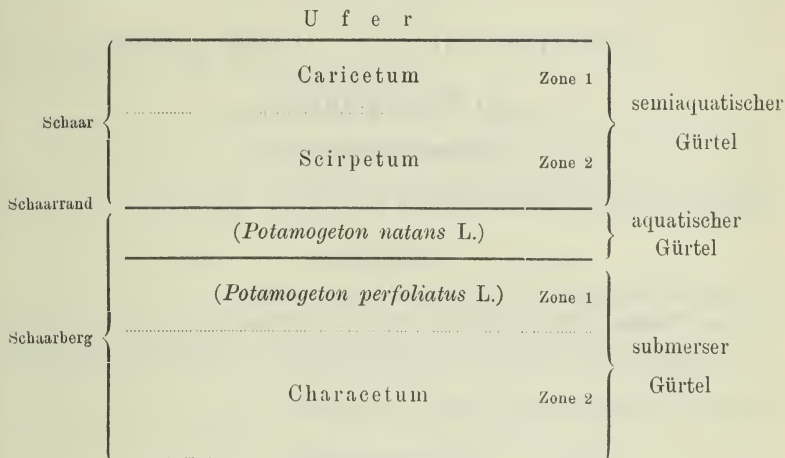 Ufer
Caricetum Zone 1
semiaquatischer
Schaar
Gürtel
Scirpetum Zone 2
Schaarrand
(Potamogeton natans L.)
aquatischer
Gürtel
(Potamogeton perfoliatus L.) Zone 1
Schaarberg
submerser
Gürtel
Characetum Zone 2